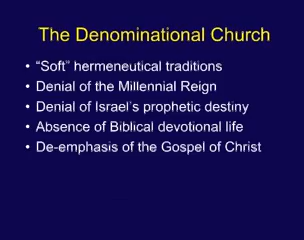 The Denominational Church
• “Soft” hermeneutical traditions
• Denial of the Millennial Reign
• Denial of Israel’s prophetic destiny
• Absence of Biblical devotional life
• De-emphasis of the Gospel of Christ